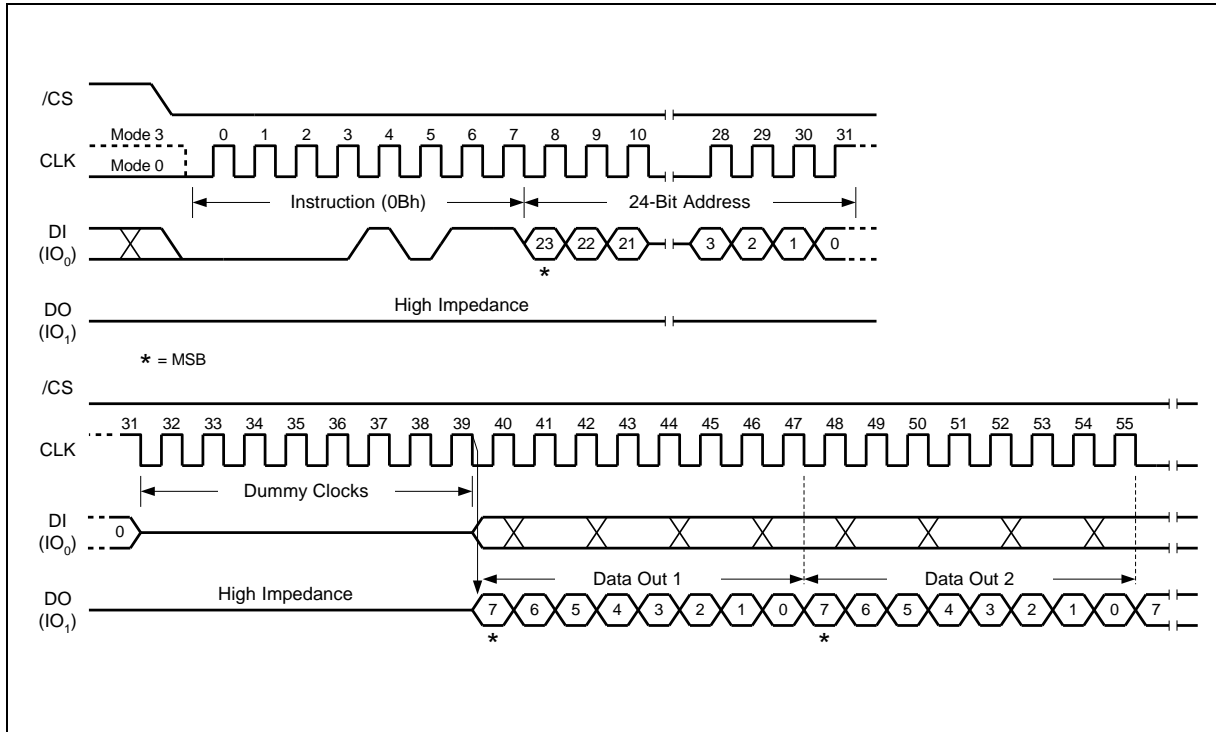 /CS
Mode 3 0 1 2 3 4 5 6 7 8 9 10 28 29 30 31
CLK
Mode 0
Instruction (0Bh) 24-Bit Address
DI
(IO0)
23 22 21 3 2 1 0
*
DO
(IO1)
High Impedance
* = MSB
/CS
31 32 33 34 35 36 37 38 39 40 41 42 43 44 45 46 47 48 49 50 51 52 53 54 55
CLK
Dummy Clocks
DI
(IO0)
0
High Impedance Data Out 1 Data Out 2
DO
(IO1)
7 6 5 4 3 2 1 0 7 6 5 4 3 2 1 0 7
* *